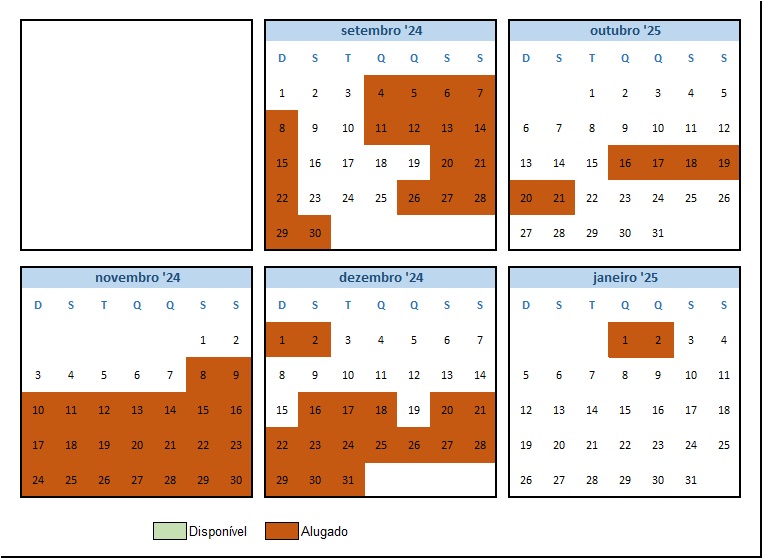 setembro '24
D S T Q Q S S
1 2 3 4 5 6 7
8 9 10 11 12 13 14
15 16 17 18 19 20 21
22 23 24 25 26 27 28
29 30
outubro '25
D S T Q Q S S
1 2 3 4 5
6 7 8 9 10 11 12
13 14 15 16 17 18 19
20 21 22 23 24 25 26
27 28 29 30 31
novembro '24
D S T Q Q S S
1 2
3 4 5 6 7 8 9
10 11 12 13 14 15 16
17 18 19 20 21 22 23
24 25 26 27 28 29 30
dezembro '24
D S T Q Q S S
1 2 3 4 5 6 7
8 9 10 11 12 13 14
15 16 17 18 19 20 21
22 23 24 25 26 27 28
29 30 31
janeiro '25
D S T Q Q S S
1 2 3 4
5 6 7 8 9 10 11
12 13 14 15 16 17 18
19 20 21 22 23 24 25
26 27 28 29 30 31
Disponível Alugado